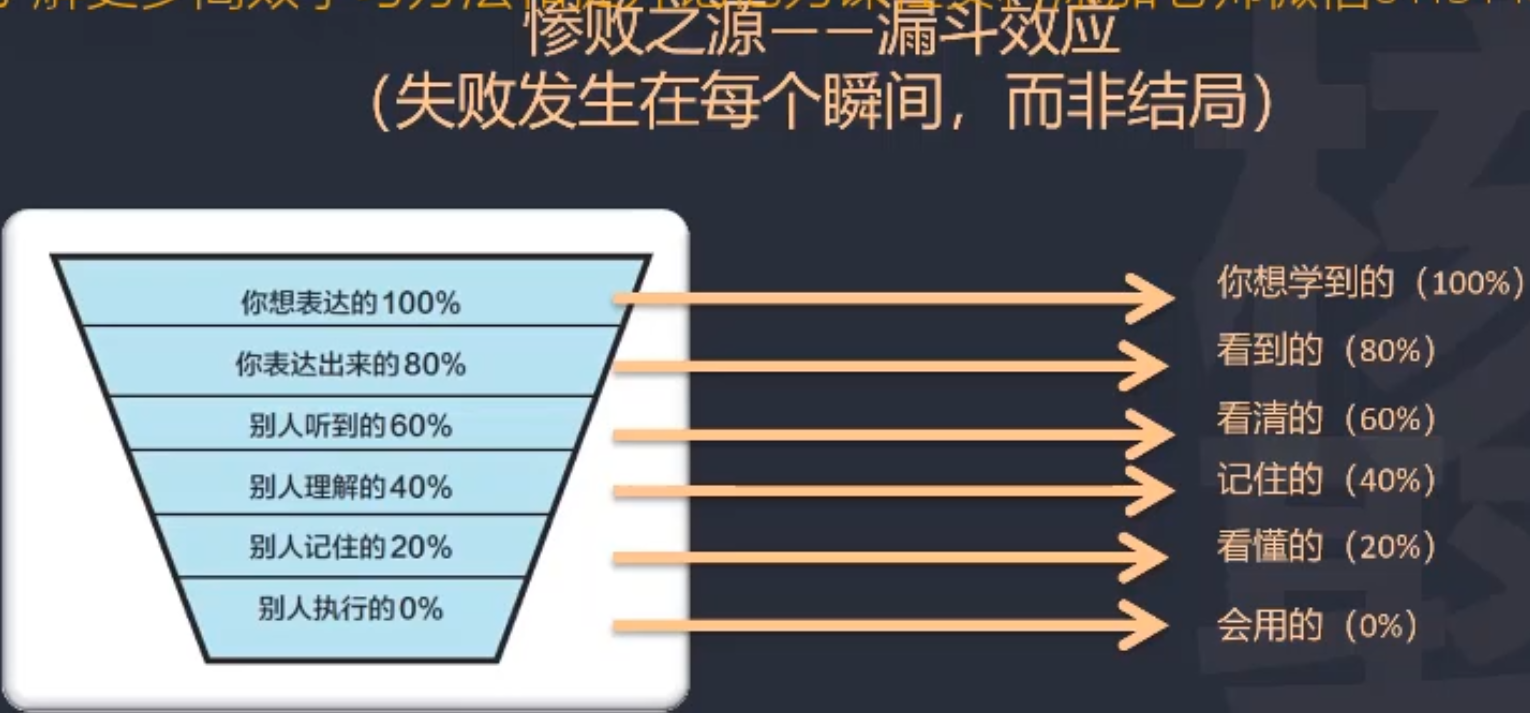 惨败之源——漏斗效应
（失败发生在每个瞬间，而非结局）
你想表达的100%
你表达出来的80%
别人听到的60%
别人理解的40%
别人记住的20%
别人执行的0%
你想学到的（100%）
看到的（80%）
看清的（60%）
记住的（40%）
看懂的（20%）
会用的（0%）